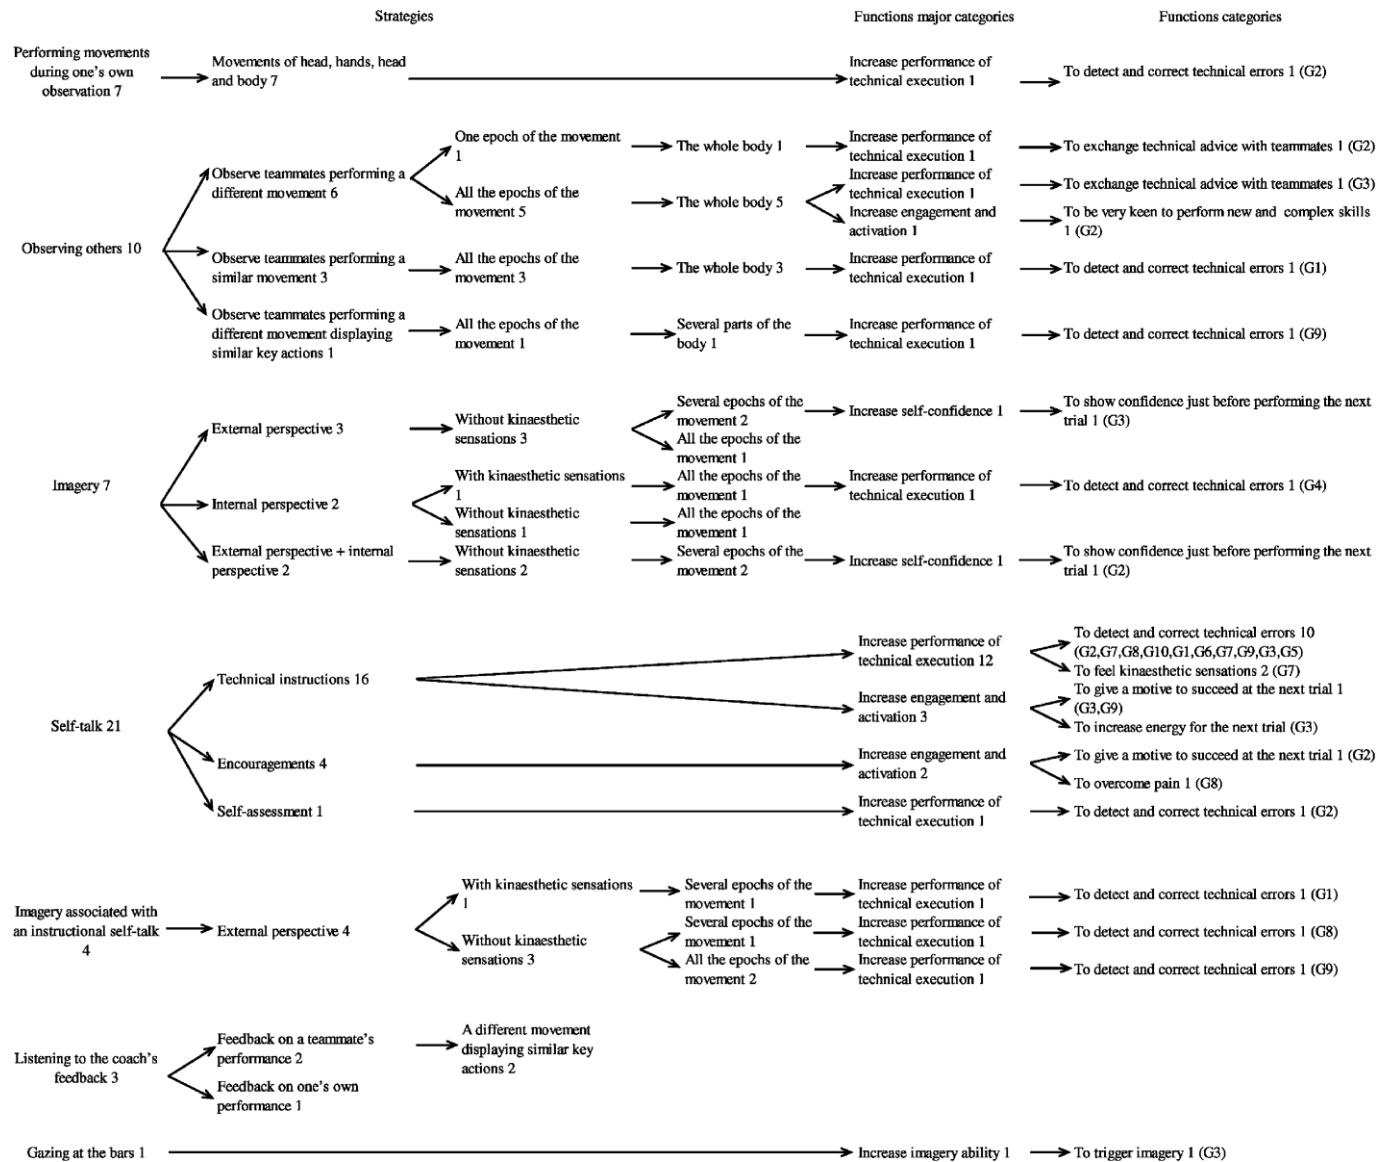 Strategies
Functions major categories
Functions categories
Performing movements
during one's own
observation 7
Movements of head, hands, head
and body 7
Increase performance of
technical execution 1
To detect and correct technical errors 1 (G2)
Observing others 10
Observe teammates performing a
different movement 6
One epoch of the movement
1
The whole body 1
Increase performance of
technical execution 1
To exchange technical advice with teammates 1 (G2)
All the epochs of the
movement 5
The whole body 5
Increase performance of
technical execution 1
To exchange technical advice with teammates 1 (G3)
Increase engagement and
activation 1
To be very keen to perform new and complex skills
1 (G2)
Observe teammates performing a
similar movement 3
All the epochs of the
movement 3
The whole body 3
Increase performance of
technical execution 1
To detect and correct technical errors 1 (G1)
Observe teammates performing a
different movement displaying
similar key actions 1
All the epochs of the
movement 1
Several parts of the
body 1
Increase performance of
technical execution 1
To detect and correct technical errors 1 (G9)
Imagery 7
External perspective 3
Without kinaesthetic
sensations 3
Several epochs of the
movement 2
All the epochs of the
movement 1
Increase self-confidence 1
To show confidence just before performing the next
trial 1 (G3)
Internal perspective 2
With kinaesthetic sensations
1
All the epochs of the
movement 1
Increase performance of
technical execution 1
To detect and correct technical errors 1 (G4)
Without kinaesthetic
sensations 1
All the epochs of the
movement 1
External perspective + internal
perspective 2
Without kinaesthetic
sensations 2
Several epochs of the
movement 2
Increase self-confidence 1
To show confidence just before performing the next
trial 1 (G2)
Self-talk 21
Technical instructions 16
Increase performance of
technical execution 12
To detect and correct technical errors 10
(G2,G7,G8,G10,G1,G6,G7,G9,G3,G5)
To feel kinaesthetic sensations 2 (G7)
Increase engagement and
activation 3
To give a motive to succeed at the next trial 1
(G3,G9)
To increase energy for the next trial (G3)
Encouragements 4
Increase engagement and
activation 2
To give a motive to succeed at the next trial 1 (G2)
To overcome pain 1 (G8)
Self-assessment 1
Increase performance of
technical execution 1
To detect and correct technical errors 1 (G2)
Imagery associated with
an instructional self-talk
4
External perspective 4
With kinaesthetic sensations
1
Several epochs of the
movement 1
Increase performance of
technical execution 1
To detect and correct technical errors 1 (G1)
Without kinaesthetic
sensations 3
Several epochs of the
movement 1
Increase performance of
technical execution 1
To detect and correct technical errors 1 (G8)
All the epochs of the
movement 2
Increase performance of
technical execution 1
To detect and correct technical errors 1 (G9)
Listening to the coach's
feedback 3
Feedback on a teammate's
performance 2
A different movement
displaying similar key
actions 2
Feedback on one's own
performance 1
Gazing at the bars 1
Increase imagery ability 1
To trigger imagery 1 (G3)